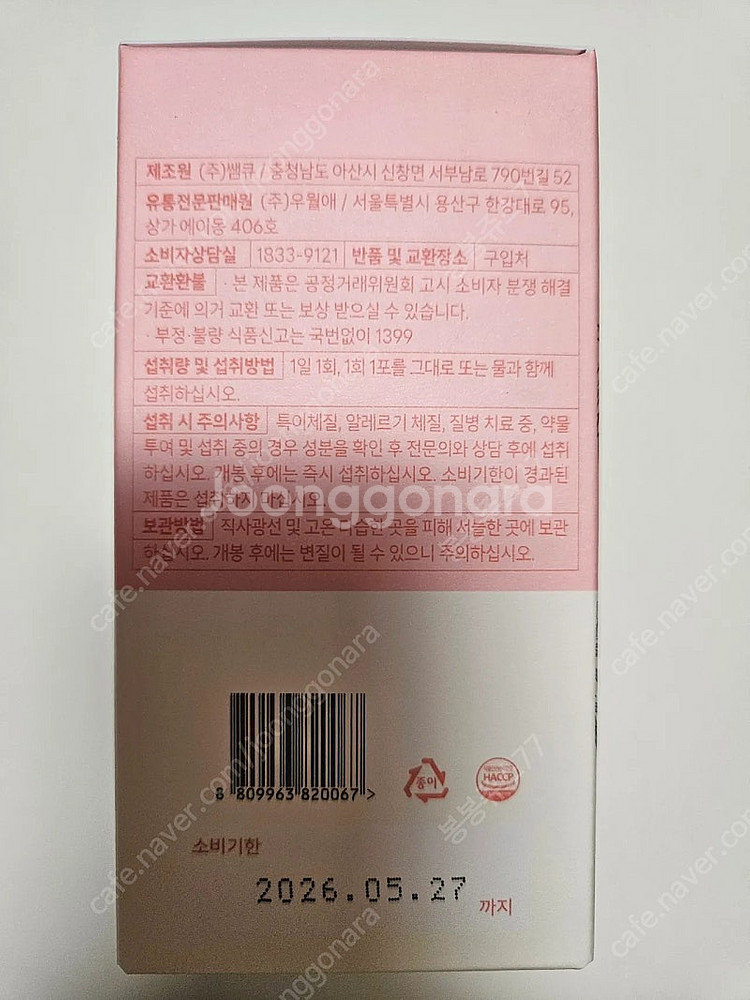 제조원 (주)쌤큐 / 충청남도 아산시 신창면 서부남로 790번길 52
유통전문판매원 (주)우월애 / 서울특별시 용산구 한강대로 95,
상가 에이동 406호
소비자상담실 1833-9121 반품 및 교환장소 구입처
교환환불 · 본 제품은 공정거래위원회 고시 소비자 분쟁 해결
기준에 의거 교환 또는 보상 받으실 수 있습니다.
· 부정·불량 식품신고는 국번없이 1399
섭취량 및 섭취방법 1일 1회, 1회 1포를 그대로 또는 물과 함께
섭취하십시오.
섭취 시 주의사항 특이체질, 알레르기 체질, 질병 치료 중, 약물
투여 및 섭취 중의 경우 성분을 확인 후 전문의와 상담 후에 섭취
하십시오. 개봉 후에는 즉시 섭취하십시오. 소비기한이 경과된
제품은 섭취하지 마십시오.
Joonggonara
보관방법 직사광선 및 고온 다습한 곳을 피해 서늘한 곳에 보관
하십시오. 개봉 후에는 변질이 될 수 있으니 주의하십시오.
8 809963 820067 >
종이
HACCP
소비기한
2026.05.27 까지
cafe.naver.com/joonggonara